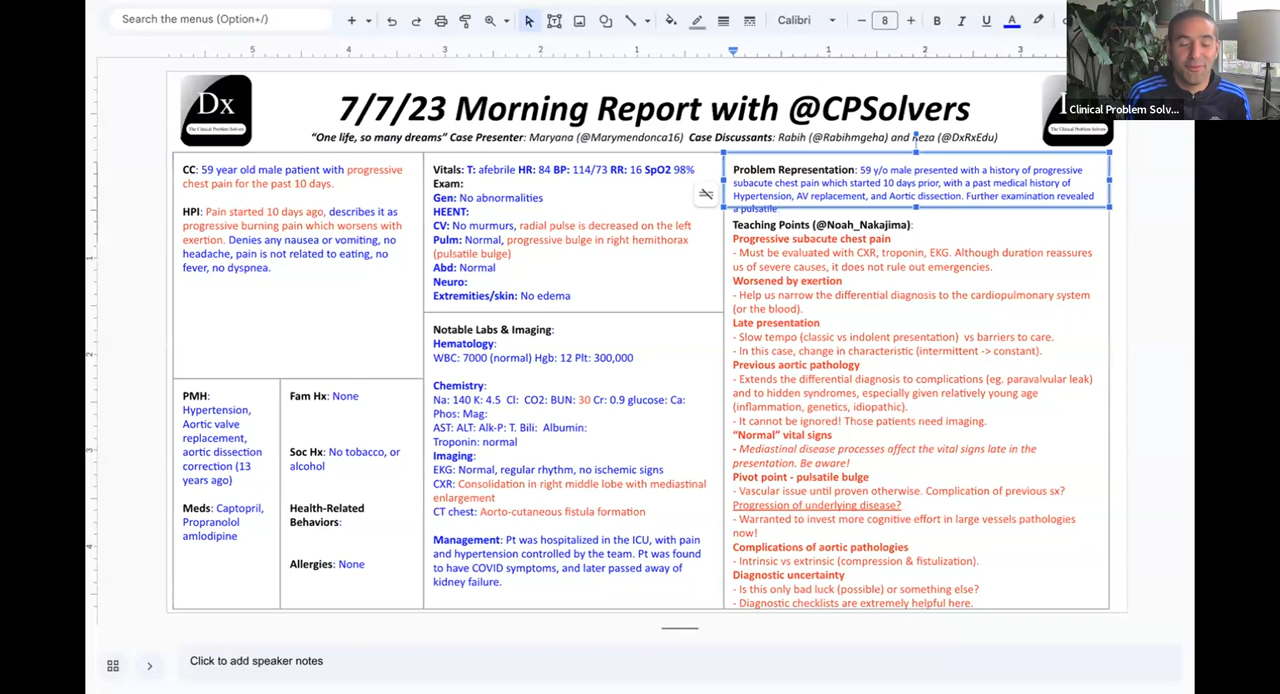 Search the menus (Option+/)
Calibri
8
B I U A
5 4 3 2 1 1 2 3
Clinical Problem Solv...
Dx
The Clinical Problem Solvers
7/7/23 Morning Report with @CPSolvers
"One life, so many dreams" Case Presenter: Maryana (@Marymendonca16) Case Discussants: Rabih (@Rabihmgeha) and Reza (@DxRxEdu)
The Clinical Problem Solvers
CC: 59 year old male patient with progressive
chest pain for the past 10 days.
HPI: Pain started 10 days ago, describes it as
progressive burning pain which worsens with
exertion. Denies any nausea or vomiting, no
headache, pain is not related to eating, no
fever, no dyspnea.
PMH:
Hypertension,
Aortic valve
replacement,
aortic dissection
correction (13
years ago)
Meds: Captopril,
Propranolol
amlodipine
Fam Hx: None
Soc Hx: No tobacco, or
alcohol
Health-Related
Behaviors:
Allergies: None
Vitals: T: afebrile HR: 84 BP: 114/73 RR: 16 SpO2 98%
Exam:
Gen: No abnormalities
HEENT:
CV: No murmurs, radial pulse is decreased on the left
Pulm: Normal, progressive bulge in right hemithorax
(pulsatile bulge)
Abd: Normal
Neuro:
Extremities/skin: No edema
Notable Labs & Imaging:
Hematology:
WBC: 7000 (normal) Hgb: 12 Plt: 300,000
Chemistry:
Na: 140 K: 4.5 Cl: CO2: BUN: 30 Cr: 0.9 glucose: Ca:
Phos: Mag:
AST: ALT: Alk-P: T. Bili: Albumin:
Troponin: normal
Imaging:
EKG: Normal, regular rhythm, no ischemic signs
CXR: Consolidation in right middle lobe with mediastinal
enlargement
CT chest: Aorto-cutaneous fistula formation
Management: Pt was hospitalized in the ICU, with pain
and hypertension controlled by the team. Pt was found
to have COVID symptoms, and later passed away of
kidney failure.
Problem Representation: 59 y/o male presented with a history of progressive
subacute chest pain which started 10 days prior, with a past medical history of
Hypertension, AV replacement, and Aortic dissection. Further examination revealed
a pulsatile
Teaching Points (@Noah_Nakajima):
Progressive subacute chest pain
- Must be evaluated with CXR, troponin, EKG. Although duration reassures
us of severe causes, it does not rule out emergencies.
Worsened by exertion
- Help us narrow the differential diagnosis to the cardiopulmonary system
(or the blood).
Late presentation
- Slow tempo (classic vs indolent presentation) vs barriers to care.
- In this case, change in characteristic (intermittent -> constant).
Previous aortic pathology
- Extends the differential diagnosis to complications (eg. paravalvular leak)
and to hidden syndromes, especially given relatively young age
(inflammation, genetics, idiopathic).
- It cannot be ignored! Those patients need imaging.
"Normal" vital signs
- Mediastinal disease processes affect the vital signs late in the
presentation. Be aware!
Pivot point - pulsatile bulge
- Vascular issue until proven otherwise. Complication of previous sx?
Progression of underlying disease?
- Warranted to invest more cognitive effort in large vessels pathologies
now!
Complications of aortic pathologies
- Intrinsic vs extrinsic (compression & fistulization).
Diagnostic uncertainty
- Is this only bad luck (possible) or something else?
- Diagnostic checklists are extremely helpful here.
Click to add speaker notes